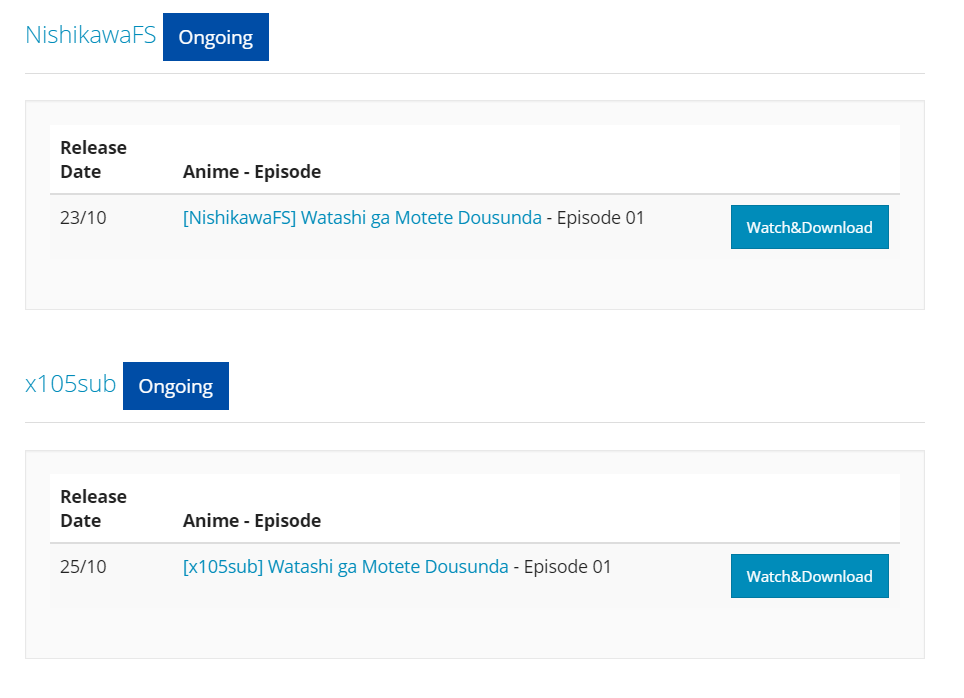 NishikawaFS Ongoing
Release
Date Anime - Episode
23/10 [NishikawaFS] Watashi ga Motete Dousunda - Episode 01 Watch&Download
x105sub Ongoing
Release
Date Anime - Episode
25/10 [x105sub] Watashi ga Motete Dousunda - Episode 01 Watch&Download